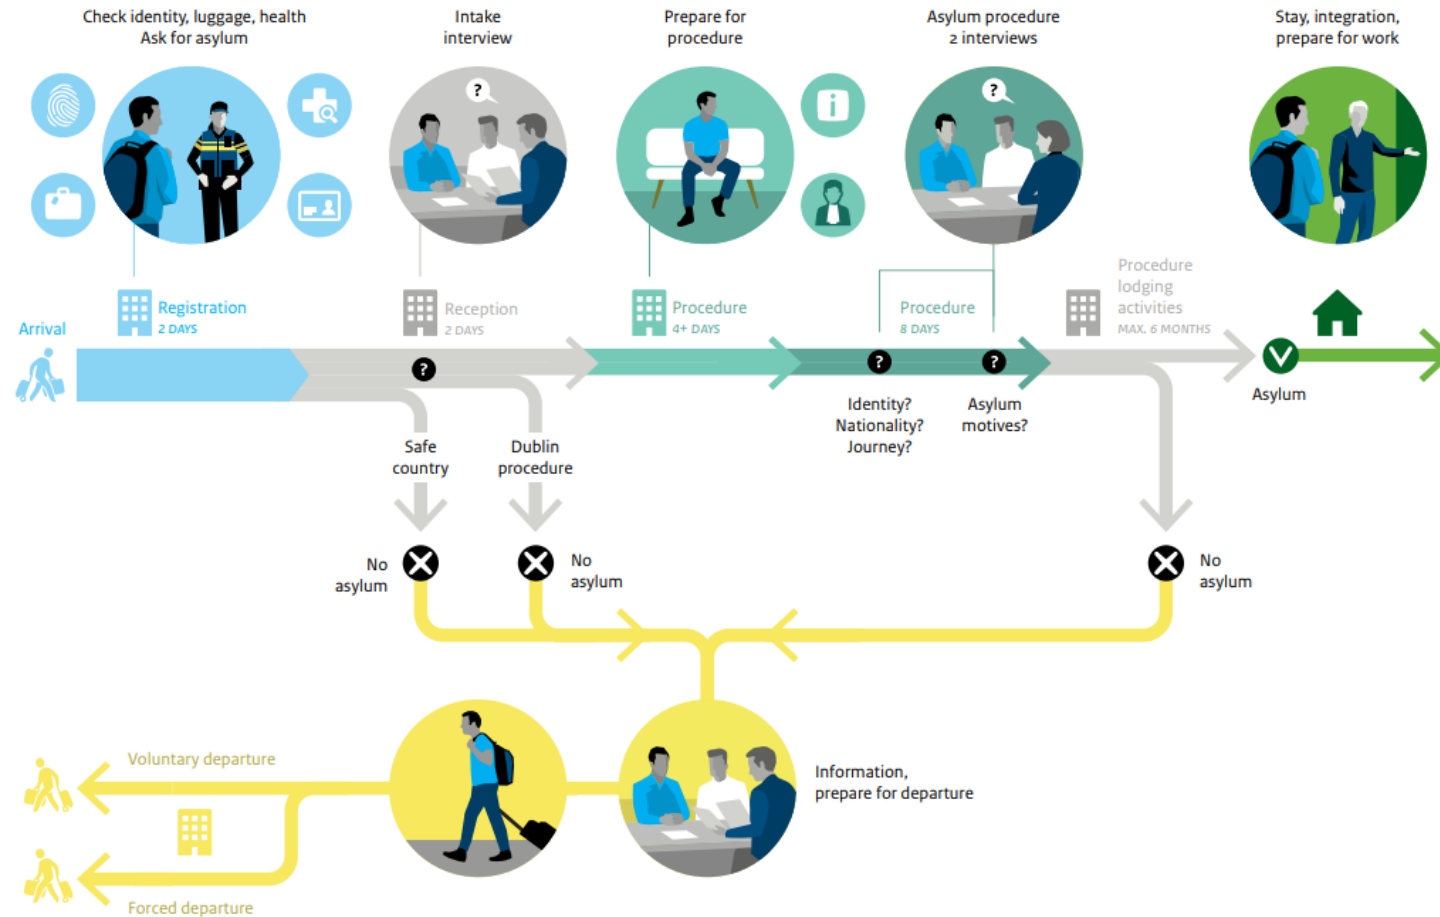 Check identity, luggage, health
Ask for asylum
Intake
interview
Prepare for
procedure
Asylum procedure
2 interviews
Stay, integration,
prepare for work
?
?
i
Arrival
Registration
2 DAYS
Reception
2 DAYS
Procedure
4+ DAYS
Procedure
8 DAYS
Procedure
lodging
activities
MAX. 6 MONTHS
?
?
?
Identity?
Nationality?
Journey?
Asylum
motives?
Asylum
Safe
country
Dublin
procedure
No
asylum
No
asylum
No
asylum
Voluntary departure
Information,
prepare for departure
Forced departure